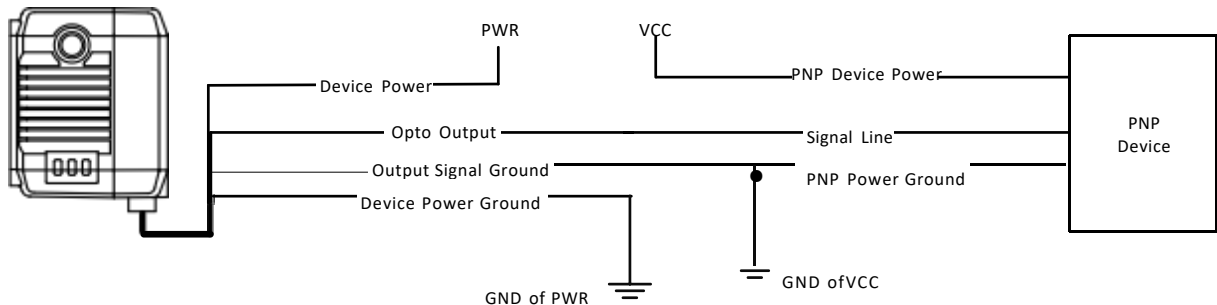 PWR
VCC
Device Power
PNP Device Power
Opto Output
Signal Line
PNP
Device
Output Signal Ground
PNP Power Ground
Device Power Ground
GND of PWR
GND ofVCC